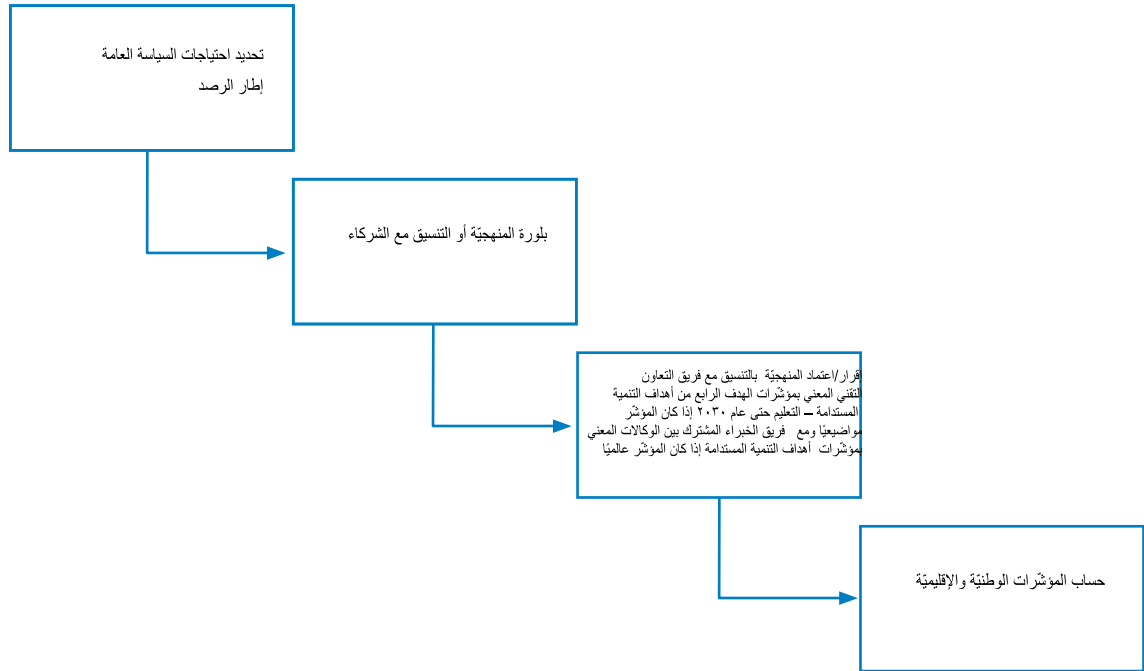 تحديد احتياجات السياسة العامة
إطار الرصد
بلورة المنهجيّة أو التنسيق مع الشركاء
إقرار/اعتماد المنهجيّة بالتنسيق مع فريق التعاون
التقني المعني بمؤشّرات الهدف الرابع من أهداف التنمية
المستدامة – التعليم حتى عام ٢٠٣٠ إذا كان المؤشّر
مواضيعيًا ومع فريق الخبراء المشترك بين الوكالات المعني
بمؤشّرات أهداف التنمية المستدامة إذا كان المؤشّر عالميًا
حساب المؤشّرات الوطنيّة والإقليميّة